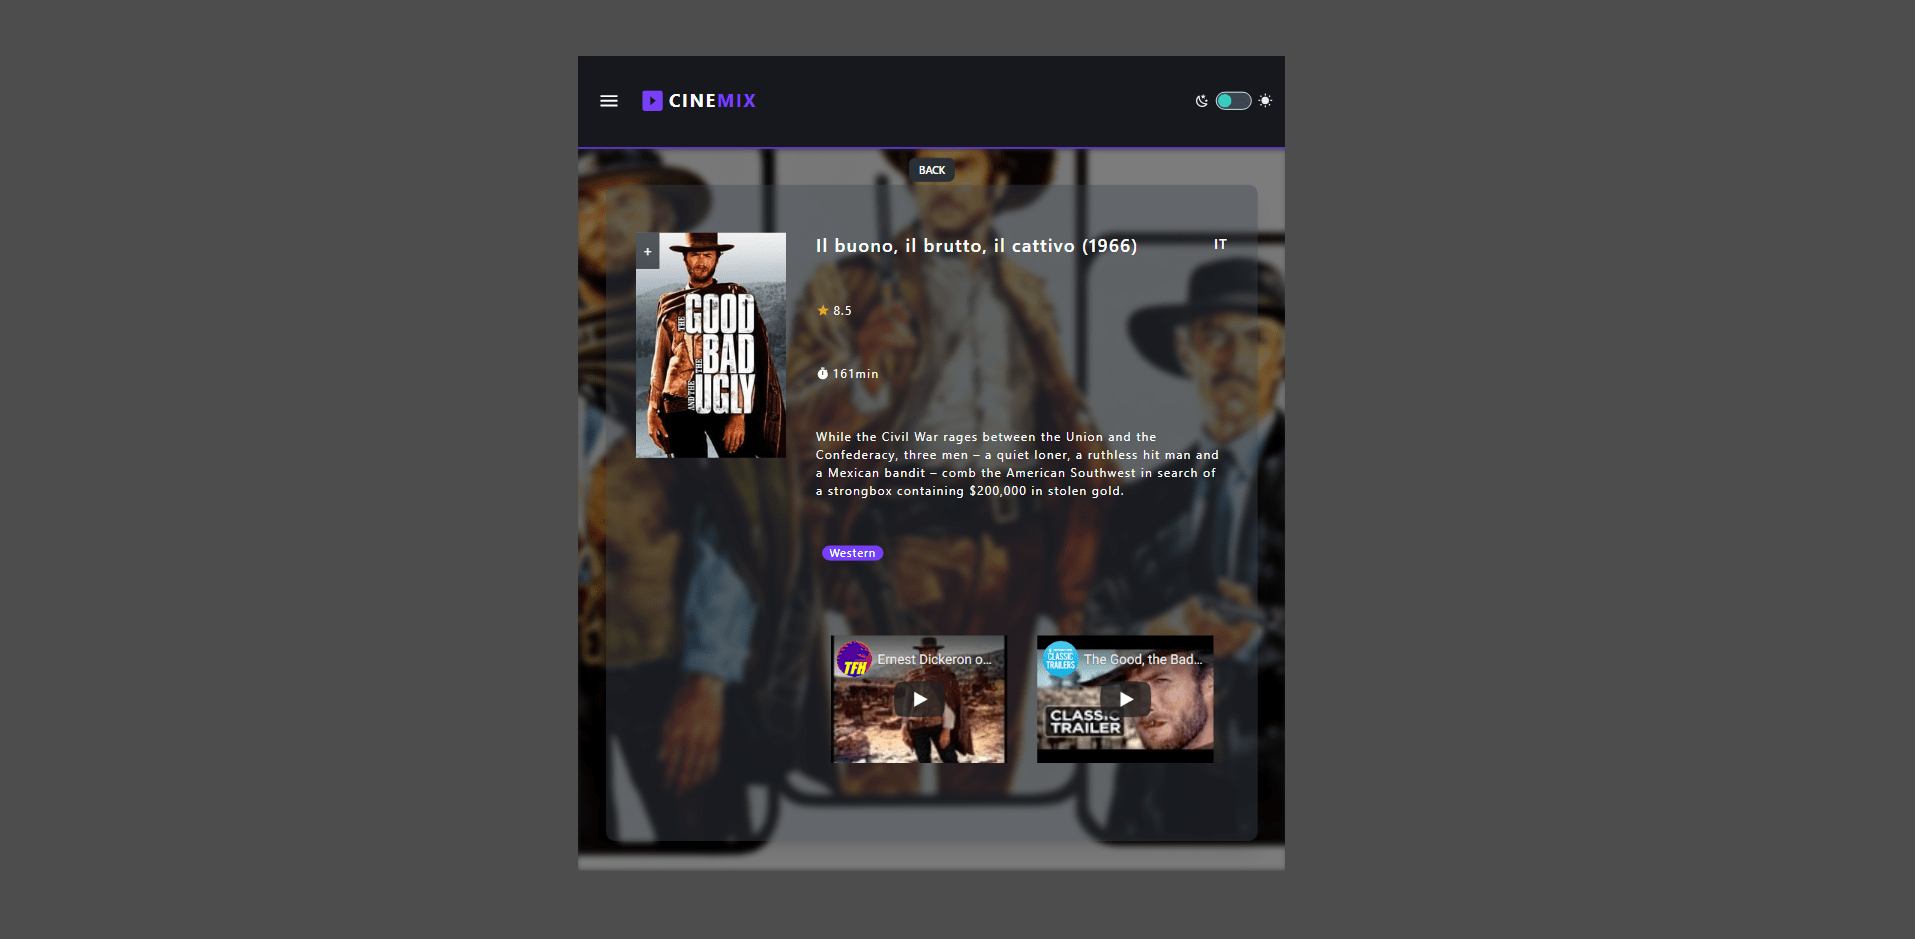 CINEMIX
BACK
+
Il buono, il brutto, il cattivo (1966)
IT
8.5
161min
THE GOOD
THE BAD
AND THE UGLY
While the Civil War rages between the Union and the
Confederacy, three men – a quiet loner, a ruthless hit man and
a Mexican bandit – comb the American Southwest in search of
a strongbox containing $200,000 in stolen gold.
Western
TFH
Ernest Dickeron o...
CLASSIC
TRAILERS
The Good, the Bad...
CLASSIC
TRAILER